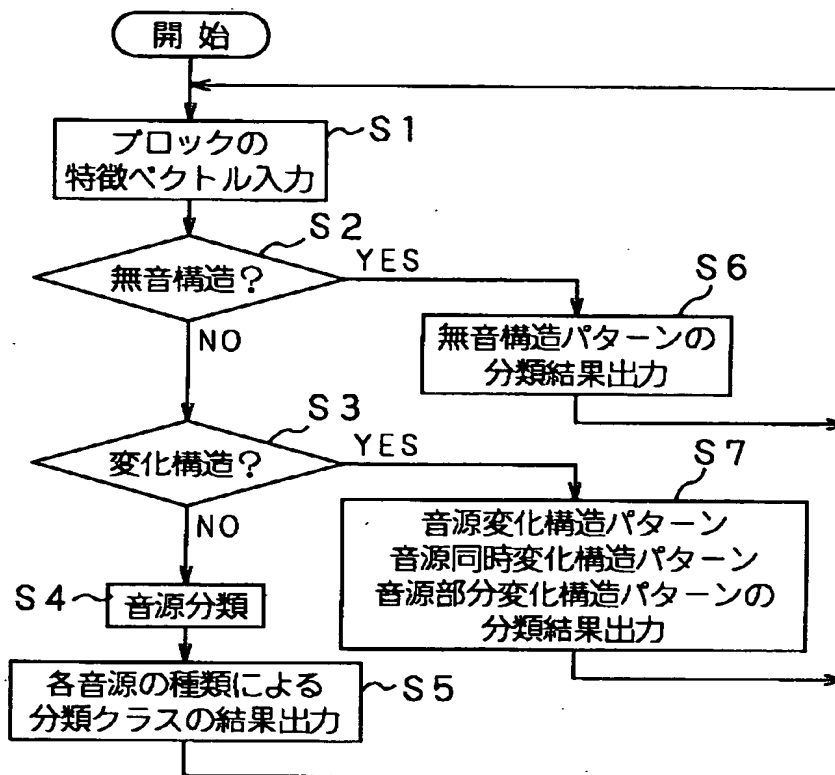 開始
ブロックの
特徴ベクトル入力
S1
無音構造?
S2
YES
NO
無音構造パターンの
分類結果出力
S6
変化構造?
S3
YES
NO
音源変化構造パターン
音源同時変化構造パターン
音源部分変化構造パターンの
分類結果出力
S7
S4
音源分類
各音源の種類による
分類クラスの結果出力
S5